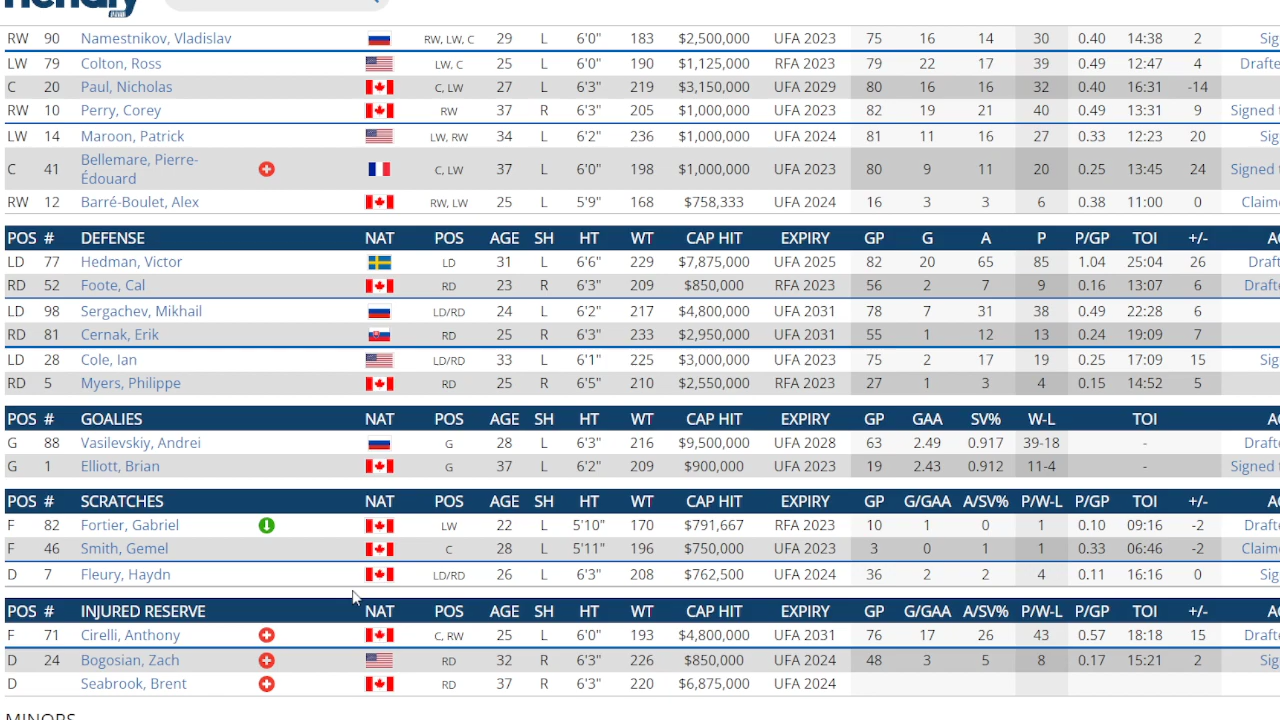 RW 90 Namestnikov, Vladislav RW, LW, C 29 L 6'0" 183 $2,500,000 UFA 2023 75 16 14 30 0.40 14:38 2 Sig
LW 79 Colton, Ross LW, C 25 L 6'0" 190 $1,125,000 RFA 2023 79 22 17 39 0.49 12:47 4 Drafte
C 20 Paul, Nicholas C, LW 27 L 6'3" 219 $3,150,000 UFA 2029 80 16 16 32 0.40 16:31 -14
RW 10 Perry, Corey RW 37 R 6'3" 205 $1,000,000 UFA 2023 82 19 21 40 0.49 13:31 9 Signed t
LW 14 Maroon, Patrick LW, RW 34 L 6'2" 236 $1,000,000 UFA 2024 81 11 16 27 0.33 12:23 20 Sig
C 41 Bellemare, Pierre-
Édouard C, LW 37 L 6'0" 198 $1,000,000 UFA 2023 80 9 11 20 0.25 13:45 24 Signed t
RW 12 Barré-Boulet, Alex RW, LW 25 L 5'9" 168 $758,333 UFA 2024 16 3 3 6 0.38 11:00 0 Claim
POS # DEFENSE NAT POS AGE SH HT WT CAP HIT EXPIRY GP G A P P/GP TOI +/- AC
LD 77 Hedman, Victor LD 31 L 6'6" 229 $7,875,000 UFA 2025 82 20 65 85 1.04 25:04 26 Draft
RD 52 Foote, Cal RD 23 R 6'3" 209 $850,000 RFA 2023 56 2 7 9 0.16 13:07 6 Drafte
LD 98 Sergachev, Mikhail LD/RD 24 L 6'2" 217 $4,800,000 UFA 2031 78 7 31 38 0.49 22:28 6
RD 81 Cernak, Erik RD 25 R 6'3" 233 $2,950,000 UFA 2031 55 1 12 13 0.24 19:09 7
LD 28 Cole, Ian LD/RD 33 L 6'1" 225 $3,000,000 UFA 2023 75 2 17 19 0.25 17:09 15 Sig
RD 5 Myers, Philippe RD 25 R 6'5" 210 $2,550,000 RFA 2023 27 1 3 4 0.15 14:52 5
POS # GOALIES NAT POS AGE SH HT WT CAP HIT EXPIRY GP GAA SV% W-L TOI AC
G 88 Vasilevskiy, Andrei G 28 L 6'3" 216 $9,500,000 UFA 2028 63 2.49 0.917 39-18 - Drafte
G 1 Elliott, Brian G 37 L 6'2" 209 $900,000 UFA 2023 19 2.43 0.912 11-4 - Signed t
POS # SCRATCHES NAT POS AGE SH HT WT CAP HIT EXPIRY GP G/GAA A/SV% P/W-L P/GP TOI +/- AC
F 82 Fortier, Gabriel LW 22 L 5'10" 170 $791,667 RFA 2023 10 1 0 1 0.10 09:16 -2 Drafte
F 46 Smith, Gemel C 28 L 5'11" 196 $750,000 UFA 2023 3 0 1 1 0.33 06:46 -2 Claime
D 7 Fleury, Haydn LD/RD 26 L 6'3" 208 $762,500 UFA 2024 36 2 2 4 0.11 16:16 0 Sig
POS # INJURED RESERVE NAT POS AGE SH HT WT CAP HIT EXPIRY GP G/GAA A/SV% P/W-L P/GP TOI +/- AC
F 71 Cirelli, Anthony C, RW 25 L 6'0" 193 $4,800,000 UFA 2031 76 17 26 43 0.57 18:18 15 Drafte
D 24 Bogosian, Zach RD 32 R 6'3" 226 $850,000 UFA 2024 48 3 5 8 0.17 15:21 2 Sig
D Seabrook, Brent RD 37 R 6'3" 220 $6,875,000 UFA 2024
MINORS